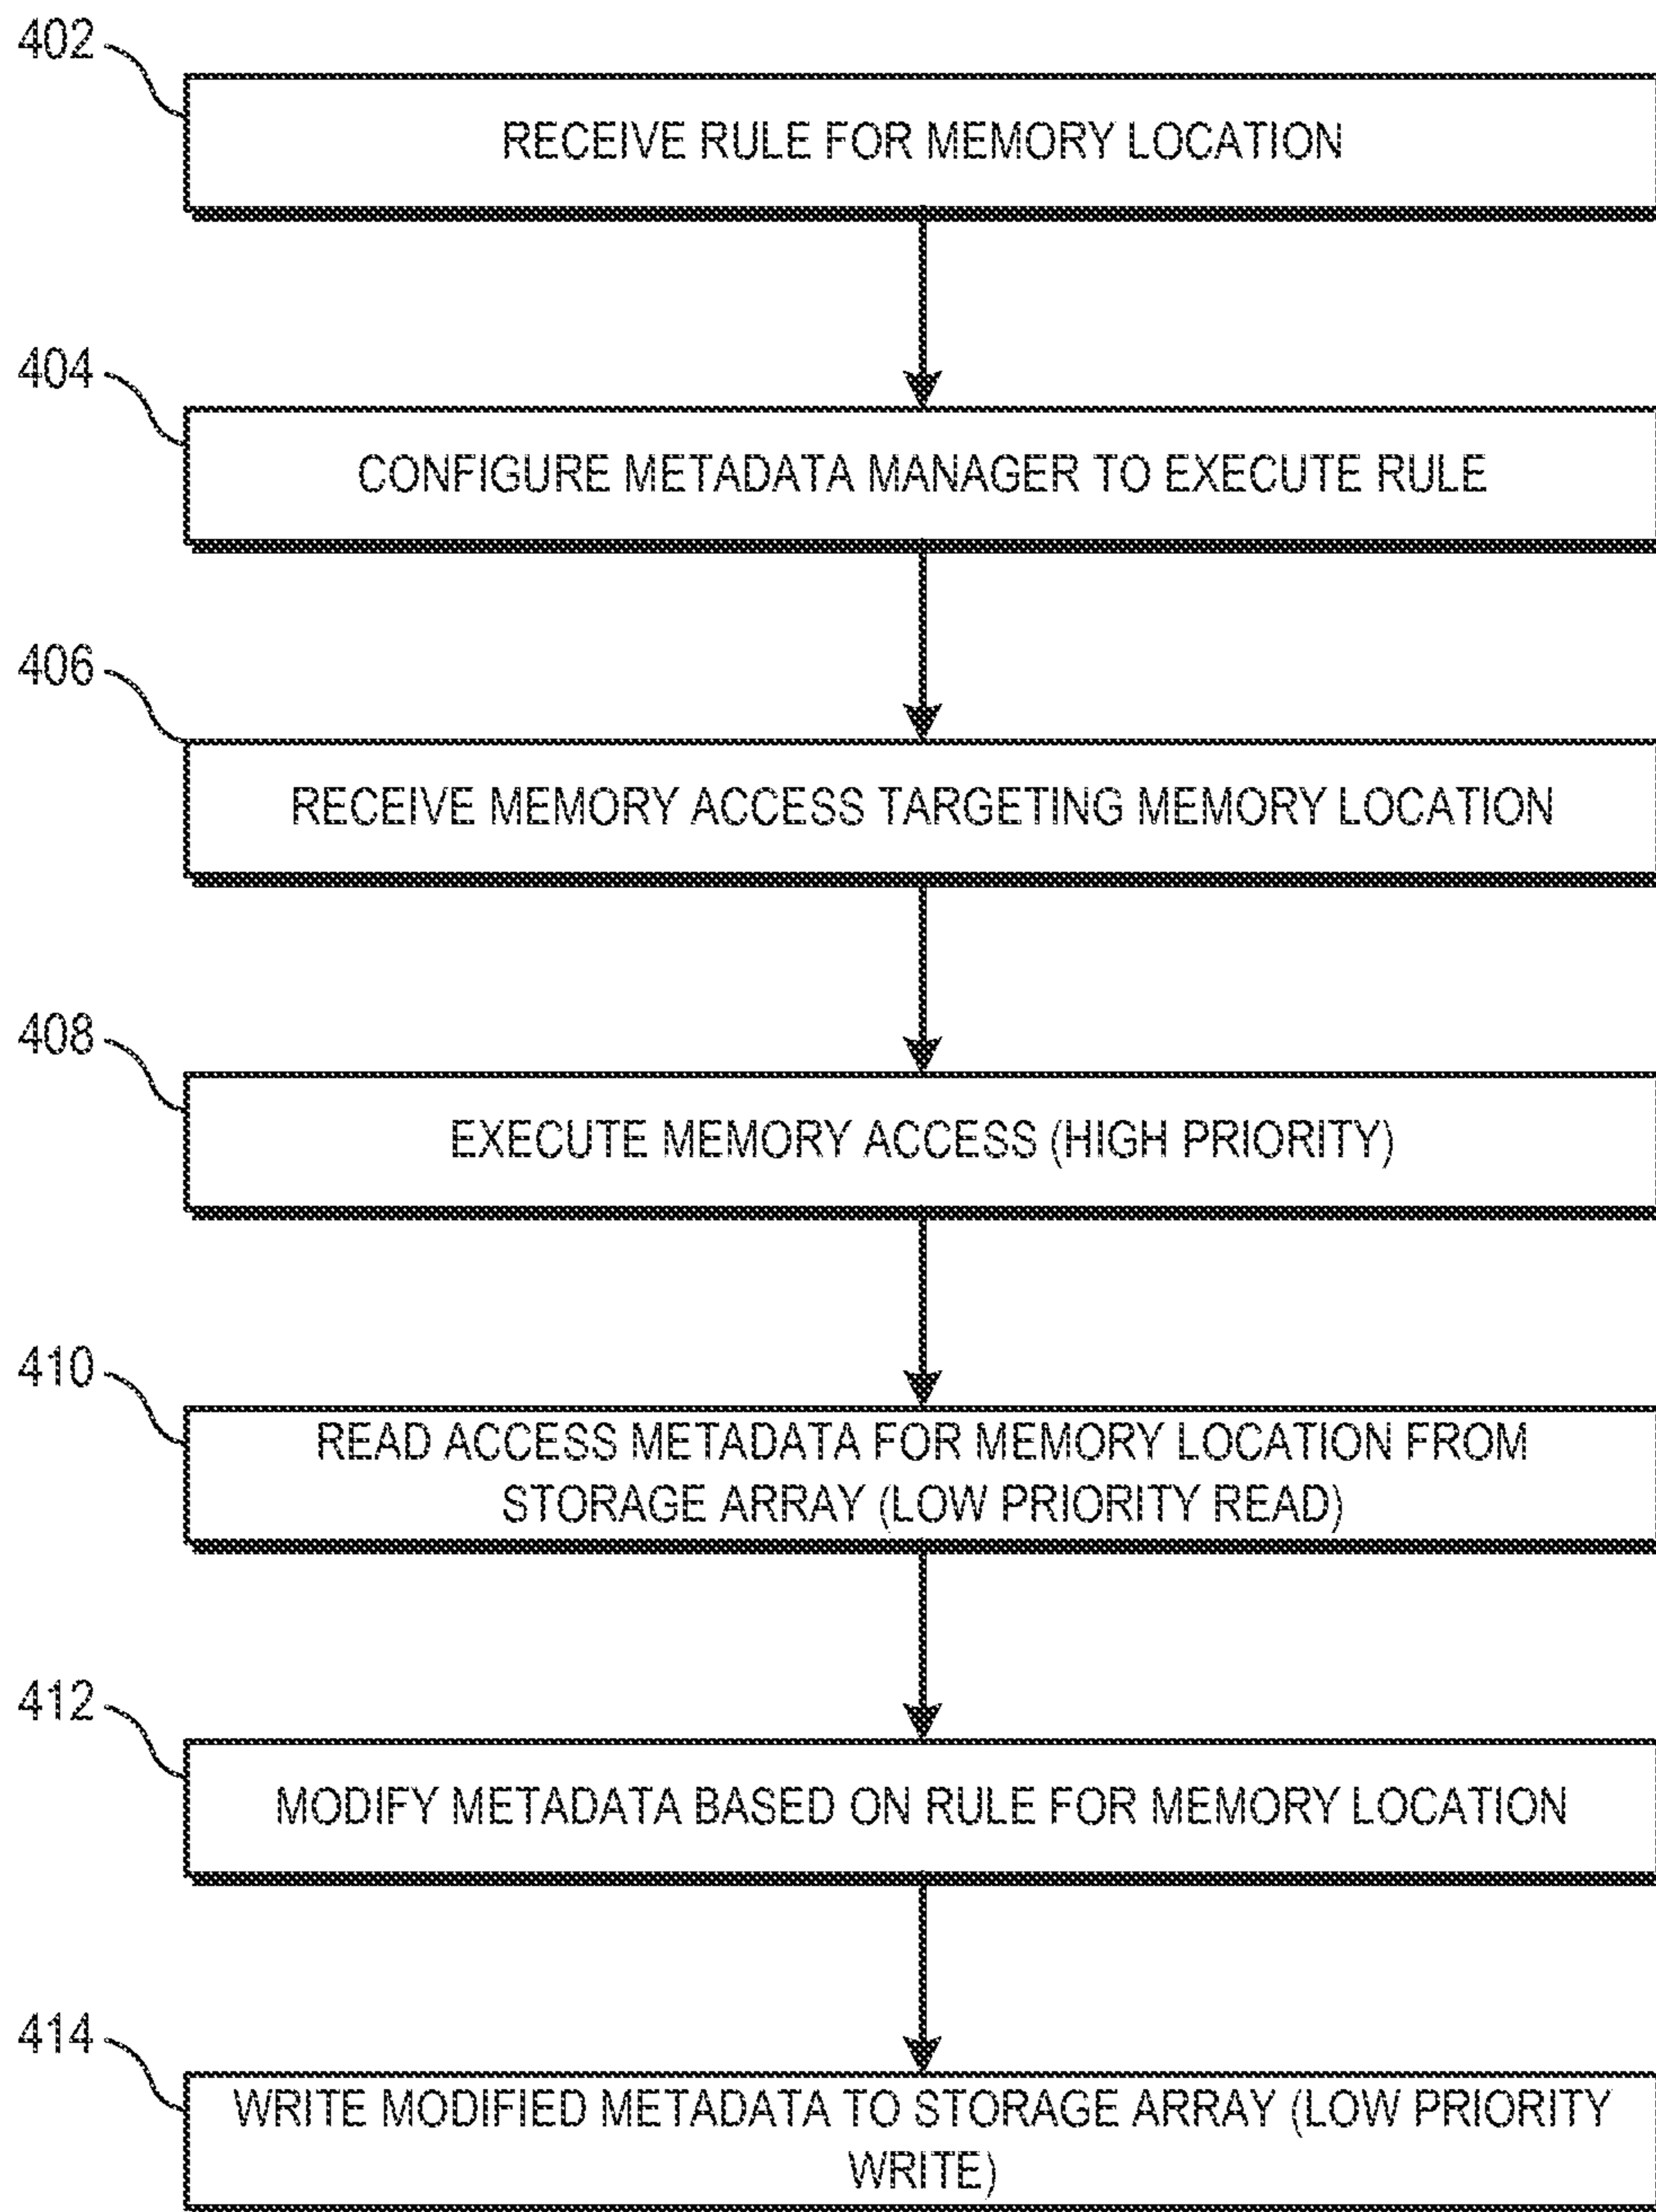 402
RECEIVE RULE FOR MEMORY LOCATION
404
CONFIGURE METADATA MANAGER TO EXECUTE RULE
406
RECEIVE MEMORY ACCESS TARGETING MEMORY LOCATION
408
EXECUTE MEMORY ACCESS (HIGH PRIORITY)
410
READ ACCESS METADATA FOR MEMORY LOCATION FROM
STORAGE ARRAY (LOW PRIORITY READ)
412
MODIFY METADATA BASED ON RULE FOR MEMORY LOCATION
414
WRITE MODIFIED METADATA TO STORAGE ARRAY (LOW PRIORITY
WRITE)